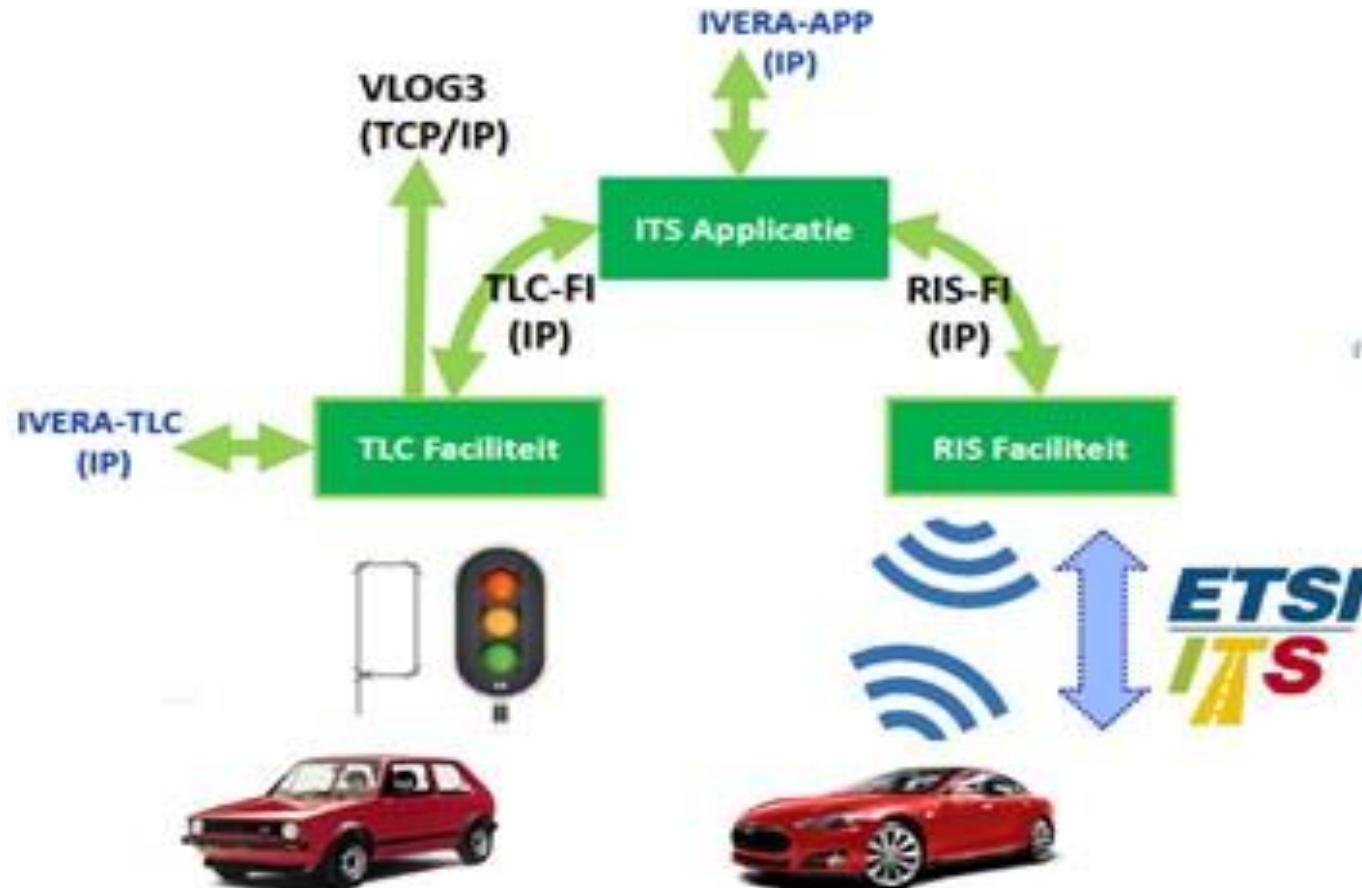 IVERA-APP
(IP)
VLOG3
(TCP/IP)
ITS Applicatie
TLC-FI
(IP)
RIS-FI
(IP)
IVERA-TLC
(IP)
TLC Faciliteit
RIS Faciliteit
ETSI
ITS